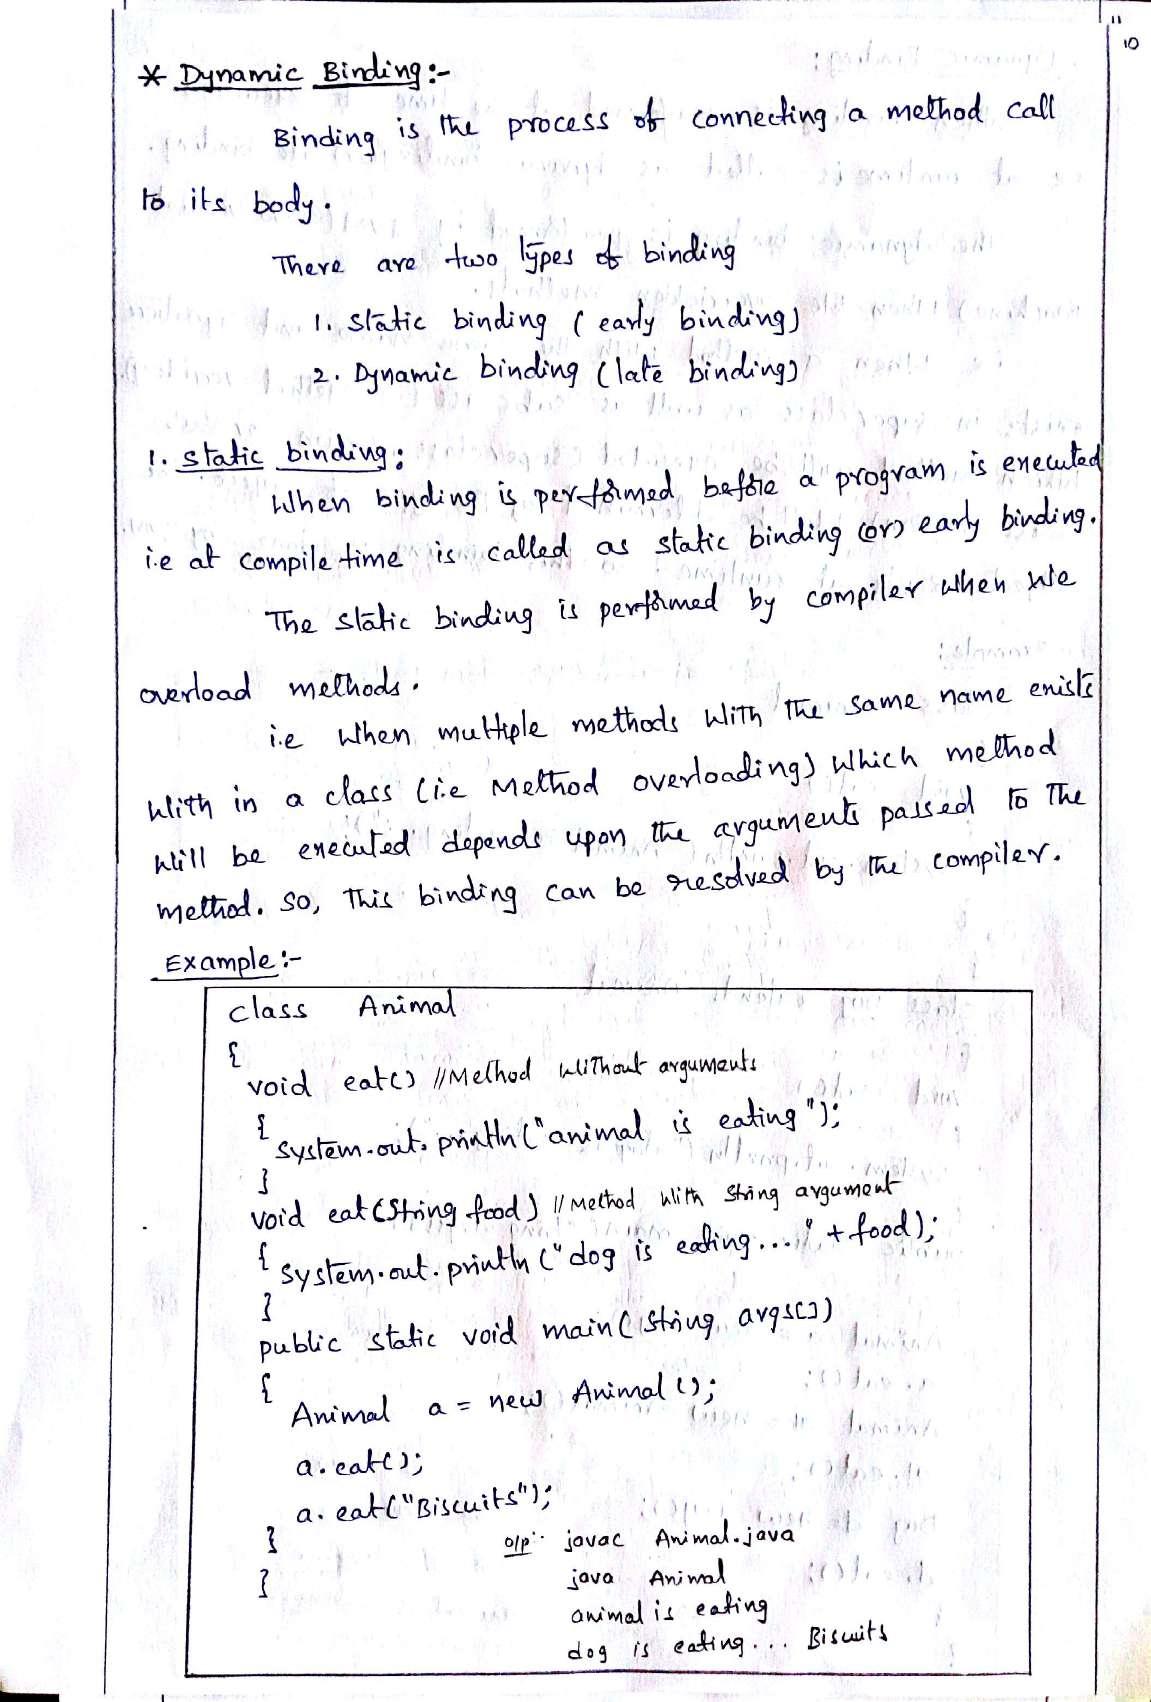 11
10
* Dynamic Binding :-
Binding is the process of connecting a method call
to its body.
There are two types of binding
1. static binding (early binding)
2. Dynamic binding (late binding)
1. static binding:
When binding is performed before a program is executed
i.e at compile time is called as static binding (or) early binding.
The static binding is performed by compiler when we
overload methods.
i.e when multiple methods with the same name exists
with in a class (i.e Method overloading) which method
will be executed depends upon the arguments passed to the
method. so, this binding can be resolved by the compiler.
Example :-
class Animal
{
void eat() //Method without arguments
{
system.out.println("animal is eating");
}
void eat(String food) //Method with string argument
{
system.out.println("dog is eating..." + food);
}
public static void main(String args[])
{
Animal a = new Animal();
a.eat();
a.eat("Biscuits");
}
o/p: javac Animal.java
}
java Animal
animal is eating
dog is eating... Biscuits